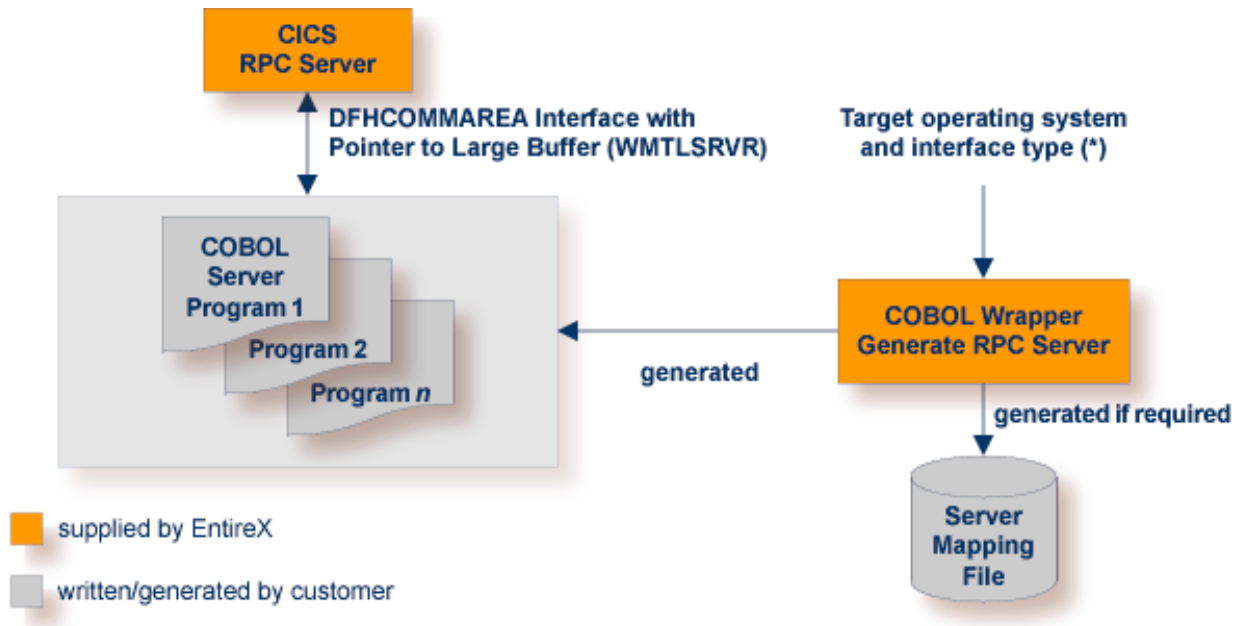 CICS
RPC Server
DFHCOMMAREA Interface with
Pointer to Large Buffer (WMTLSRVR)
Target operating system
and interface type (*)
COBOL
Server
Program 1
Program 2
Program n
COBOL Wrapper
Generate RPC Server
generated
generated if required
Server
Mapping
File
supplied by EntireX
written/generated by customer